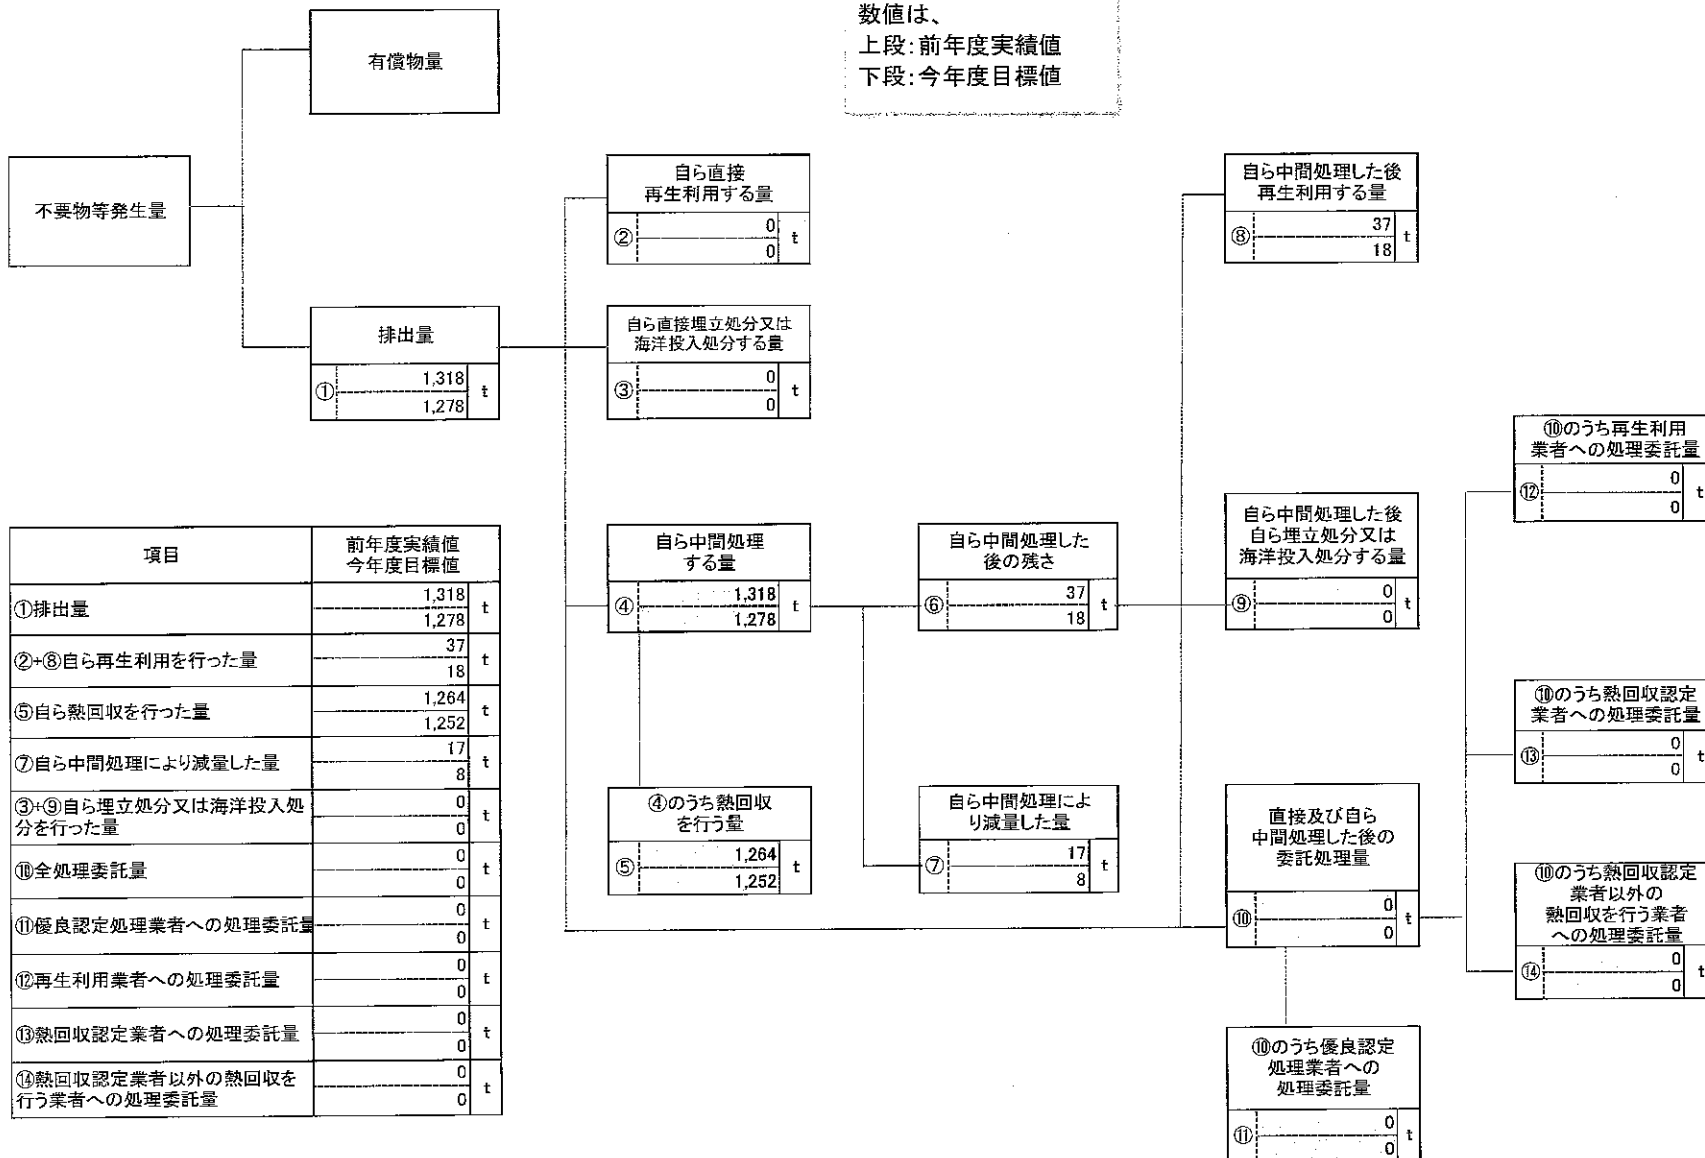 数値は、
上段:前年度実績値
下段:今年度目標値
有償物量
不要物等発生量
排出量
① 1,318 t
1,278
自ら直接
再生利用する量
② 0 t
0
自ら直接埋立処分又は
海洋投入処分する量
③ 0 t
0
自ら中間処理
する量
④ 1,318 t
1,278
④のうち熱回収
を行う量
⑤ 1,264 t
1,252
自ら中間処理した
後の残さ
⑥ 37 t
18
自ら中間処理によ
り減量した量
⑦ 17 t
8
自ら中間処理した後
再生利用する量
⑧ 37 t
18
自ら中間処理した後
自ら埋立処分又は
海洋投入処分する量
⑨ 0 t
0
直接及び自ら
中間処理した後の
委託処理量
⑩ 0 t
0
⑩のうち優良認定
処理業者への
処理委託量
⑪ 0 t
0
⑩のうち再生利用
業者への処理委託量
⑫ 0 t
0
⑩のうち熱回収認定
業者への処理委託量
⑬ 0 t
0
⑩のうち熱回収認定
業者以外の
熱回収を行う業者
への処理委託量
⑭ 0 t
0
項目
前年度実績値
今年度目標値
①排出量 1,318 t
1,278
②+⑧自ら再生利用を行った量 37 t
18
⑤自ら熱回収を行った量 1,264 t
1,252
⑦自ら中間処理により減量した量 17 t
8
③+⑨自ら埋立処分又は海洋投入処 0 t
分を行った量 0
⑩全処理委託量 0 t
0
⑪優良認定処理業者への処理委託量 0 t
0
⑫再生利用業者への処理委託量 0 t
0
⑬熱回収認定業者への処理委託量 0 t
0
⑭熱回収認定業者以外の熱回収を 0 t
行う業者への処理委託量 0